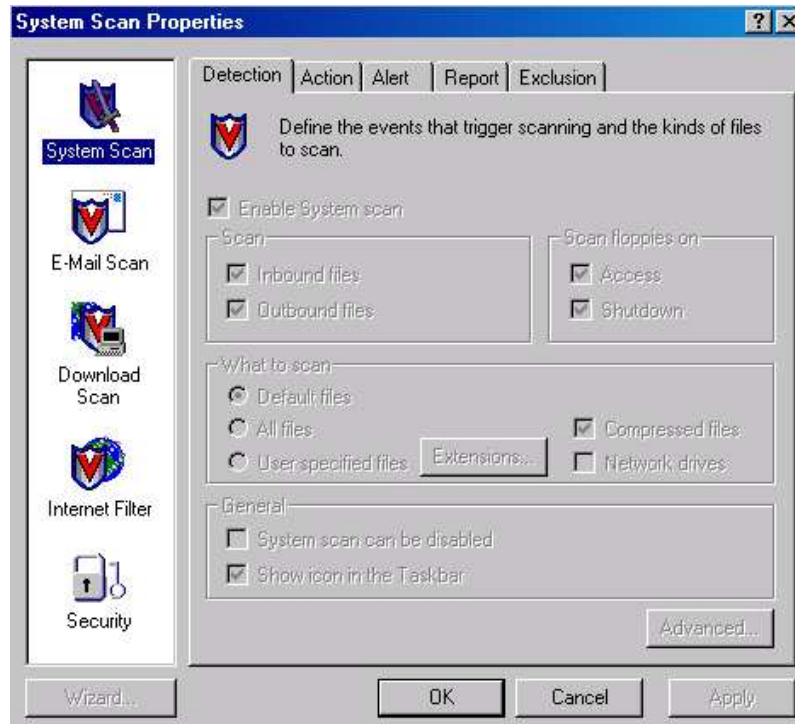 System Scan Properties
System Scan
E-Mail Scan
Download
Scan
Internet Filter
Security
Detection Action Alert Report Exclusion
Define the events that trigger scanning and the kinds of files
to scan.
Enable System scan
Scan
Inbound files
Outbound files
Scan floppies on
Access
Shutdown
What to scan
Default files
All files
User specified files
Extensions...
Compressed files
Network drives
General
System scan can be disabled
Show icon in the Taskbar
Advanced...
Wizard... OK Cancel Apply